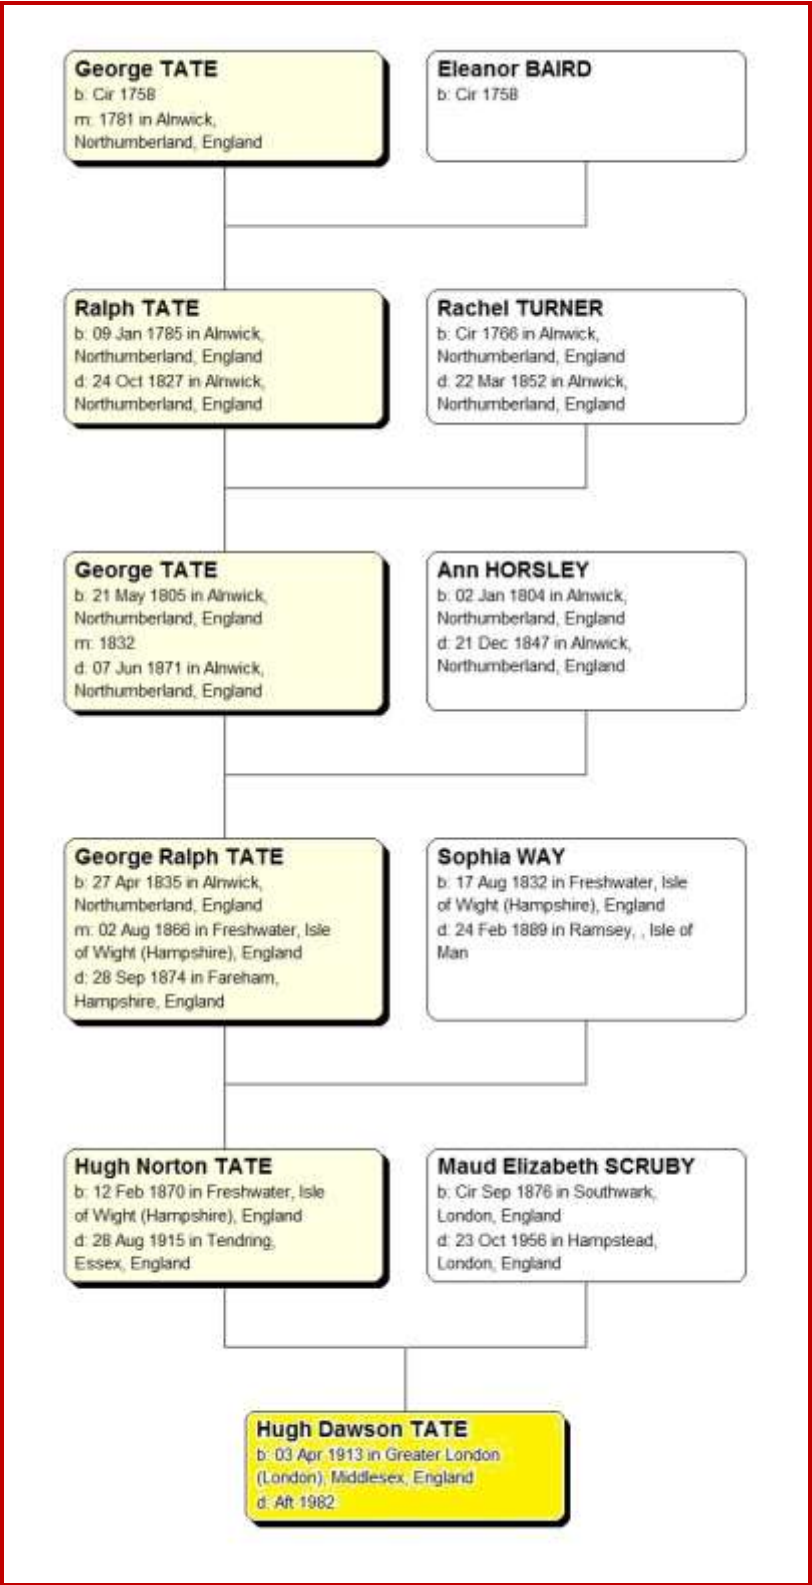 George TATE
b: Cir 1758
m: 1781 in Alnwick,
Northumberland, England
Eleanor BAIRD
b: Cir 1758
Ralph TATE
b: 09 Jan 1785 in Alnwick,
Northumberland, England
d: 24 Oct 1827 in Alnwick,
Northumberland, England
Rachel TURNER
b: Cir 1766 in Alnwick,
Northumberland, England
d: 22 Mar 1852 in Alnwick,
Northumberland, England
George TATE
b: 21 May 1805 in Alnwick,
Northumberland, England
m: 1832
d: 07 Jun 1871 in Alnwick,
Northumberland, England
Ann HORSLEY
b: 02 Jan 1804 in Alnwick,
Northumberland, England
d: 21 Dec 1847 in Alnwick,
Northumberland, England
George Ralph TATE
b: 27 Apr 1835 in Alnwick,
Northumberland, England
m: 02 Aug 1866 in Freshwater, Isle
of Wight (Hampshire), England
d: 28 Sep 1874 in Fareham,
Hampshire, England
Sophia WAY
b: 17 Aug 1832 in Freshwater, Isle
of Wight (Hampshire), England
d: 24 Feb 1889 in Ramsey, , Isle of
Man
Hugh Norton TATE
b: 12 Feb 1870 in Freshwater, Isle
of Wight (Hampshire), England
d: 28 Aug 1915 in Tendring,
Essex, England
Maud Elizabeth SCRUBY
b: Cir Sep 1876 in Southwark,
London, England
d: 23 Oct 1956 in Hampstead,
London, England
Hugh Dawson TATE
b: 03 Apr 1913 in Greater London
(London), Middlesex, England
d: Aft 1982